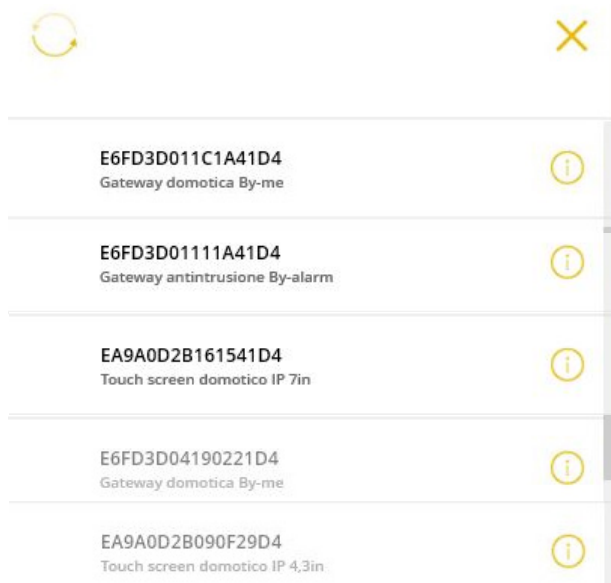 E6FD3D011C1A41D4
Gateway domotica By-me
E6FD3D01111A41D4
Gateway antintrusione By-alarm
EA9A0D2B161541D4
Touch screen domotico IP 7in
E6FD3D04190221D4
Gateway domotica By-me
EA9A0D2B090F29D4
Touch screen domotico IP 4,3in